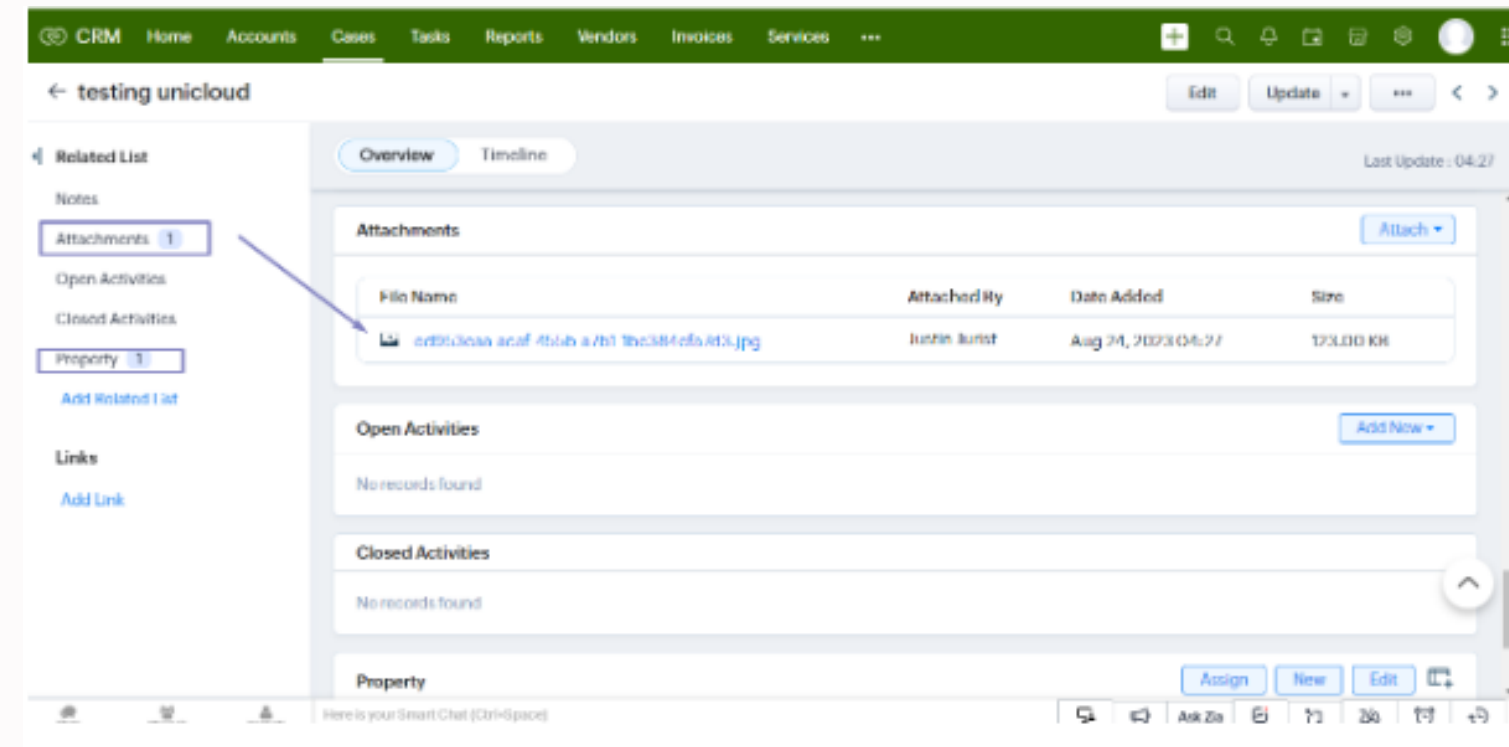 CRM Home Accounts Cases Tasks Reports Vendors Invoices Services •••
← testing unicloud
Edit Update ••• < >
Related List
Overview Timeline
Last Update : 04:27
Notes
Attachments 1
Attachments
Attach
Open Activities
File Name Attached By Date Added Size
Closed Activities
.jpg Justin Jurist Aug 24, 2023 04:27 123.00 KB
Property 1
Add Related List
Open Activities
Add New
Links
No records found
Add Link
Closed Activities
No records found
Property
Assign New Edit
Here is your Smart Chat (Ctrl+Space)
Ask Zia